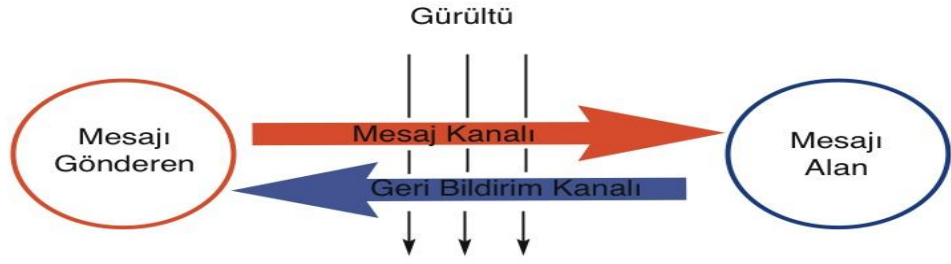 Gürültü
Mesajı
Gönderen
Mesaj Kanalı
Geri Bildirim Kanalı
Mesajı
Alan